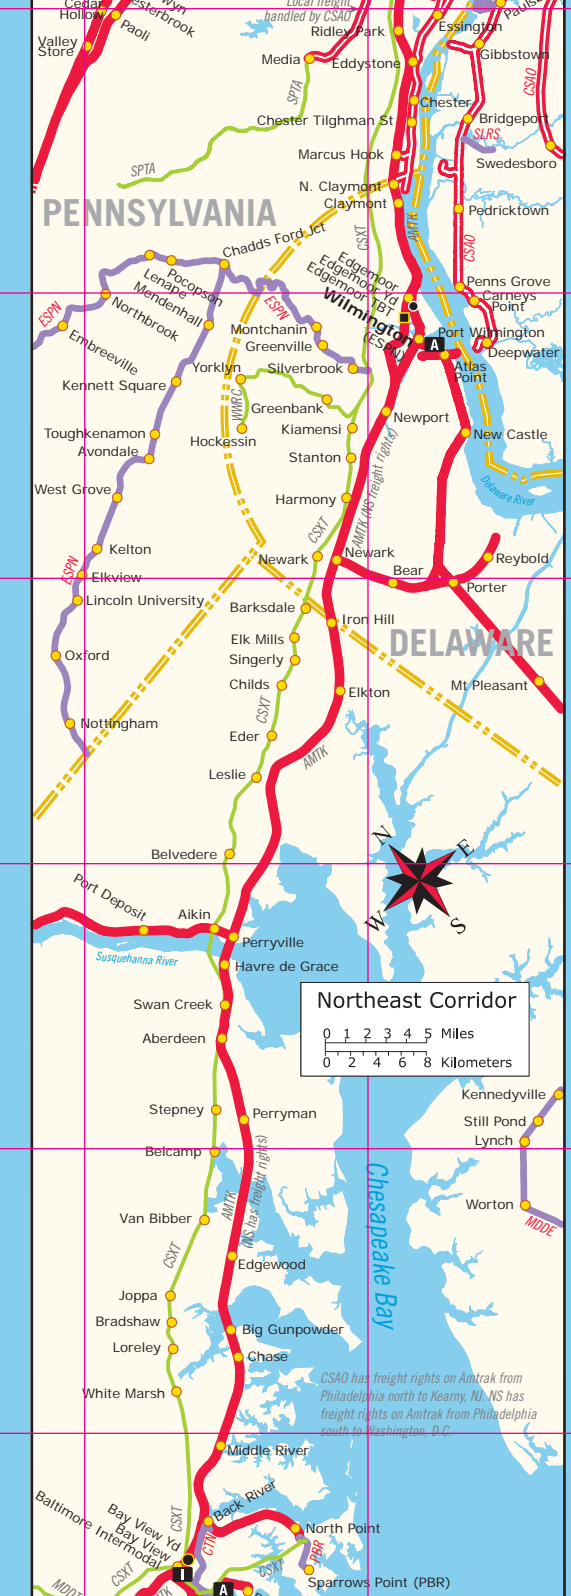 Cedar
Hollow
Paoli
Valley
Store
Local height
handled by CSAO
Ridley Park
Essington
Gibbstown
Media
Eddystone
SPTA
CSAO
Chester
Chester Tilghman St
Bridgeport
SLRS
Marcus Hook
Swedesboro
SPTA
N. Claymont
Claymont
PENNSYLVANIA
Pedricktown
AMTK
CSXT
CSAO
Chadds Ford Jct
Lenape
Pocopson
Mendenhall
Northbrook
Embreeville
ESPN
ESPN
Edgemoor
Edgemoor Yd
Edgemoor TBT
Wilmington
(ESPN)
Penns Grove
Carneys
Point
Port Wilmington
A
Deepwater
Atlas
Point
Montchanin
Greenville
Yorklyn
Silverbrook
Kennett Square
WWRC
Greenbank
Hockessin
Kiamensi
Newport
New Castle
Toughkenamon
Avondale
Stanton
West Grove
Harmony
AMTK (NS freight rights)
Delaware River
CSXT
Kelton
Newark
Newark
Reybold
ESPN
Elkview
Bear
Porter
Lincoln University
Barksdale
Iron Hill
DELAWARE
Elk Mills
Singerly
Oxford
Childs
Elkton
Mt Pleasant
CSXT
Nottingham
Eder
AMTK
Leslie
N
E
W
S
Belvedere
Port Deposit
Aikin
Perryville
Susquehanna River
Havre de Grace
Swan Creek
Northeast Corridor
0 1 2 3 4 5 Miles
0 2 4 6 8 Kilometers
Aberdeen
Kennedyville
Stepney
Perryman
Still Pond
Lynch
Belcamp
AMTK
(NS has freight rights)
Chesapeake Bay
Worton
MDDE
Van Bibber
CSXT
Edgewood
Joppa
Bradshaw
Big Gunpowder
Loreley
Chase
White Marsh
CSAO has freight rights on Amtrak from
Philadelphia north to Kearny, NJ. NS has
freight rights on Amtrak from Philadelphia
south to Washington, D.C.
Middle River
CSXT
Back River
Bay View Yd
Bay View
Baltimore Intermodal
CTN
North Point
PBR
I
CSXT
CSXT
A
Sparrows Point (PBR)